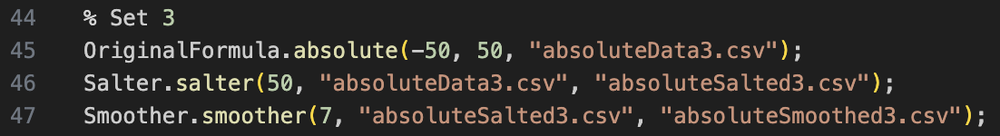 44 % Set 3
45 OriginalFormula.absolute(-50, 50, "absoluteData3.csv");
46 Salter.salter(50, "absoluteData3.csv", "absoluteSalted3.csv");
47 Smoother.smoother(7, "absoluteSalted3.csv", "absoluteSmoothed3.csv");